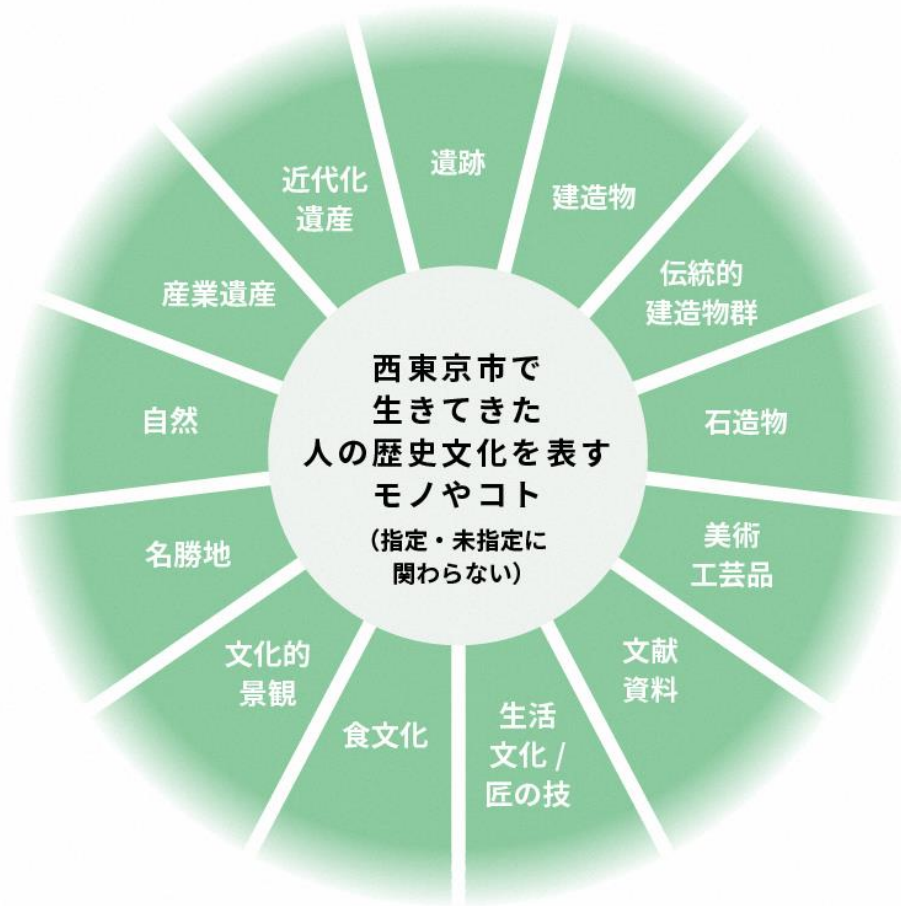 西東京市で
生きてきた
人の歴史文化を表す
モノやコト
(指定・未指定に
関わらない)
遺跡
建造物
伝統的
建造物群
石造物
美術
工芸品
文献
資料
生活
文化 /
匠の技
食文化
文化的
景観
名勝地
自然
産業遺産
近代化
遺産